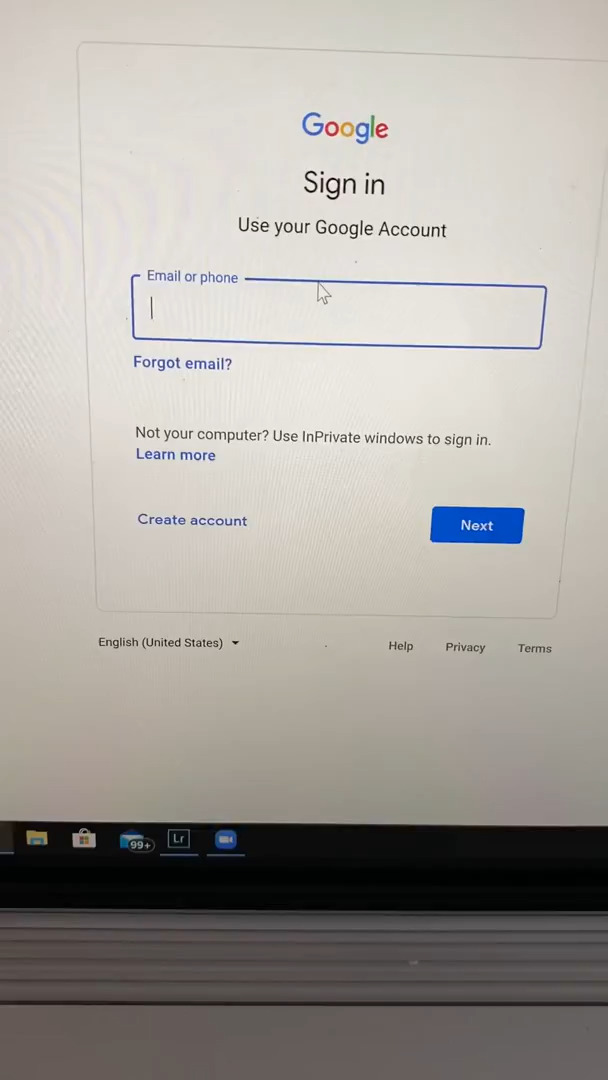 Google
Sign in
Use your Google Account
Email or phone
Forgot email?
Not your computer? Use InPrivate windows to sign in.
Learn more
Create account
Next
English (United States)
Help Privacy Terms
99+ Lr